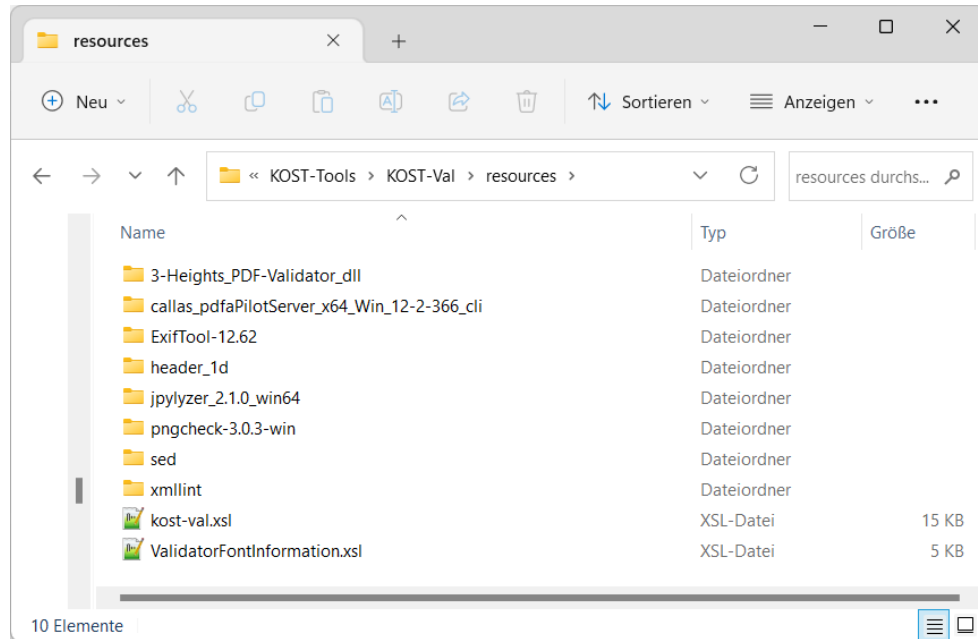 resources
Neu
Sortieren
Anzeigen
« KOST-Tools > KOST-Val > resources >
resources durchs...
Name Typ Größe
3-Heights_PDF-Validator_dll Dateiordner
callas_pdfaPilotServer_x64_Win_12-2-366_cli Dateiordner
ExifTool-12.62 Dateiordner
header_1d Dateiordner
jpylyzer_2.1.0_win64 Dateiordner
pngcheck-3.0.3-win Dateiordner
sed Dateiordner
xmllint Dateiordner
kost-val.xsl XSL-Datei 15 KB
ValidatorFontInformation.xsl XSL-Datei 5 KB
10 Elemente